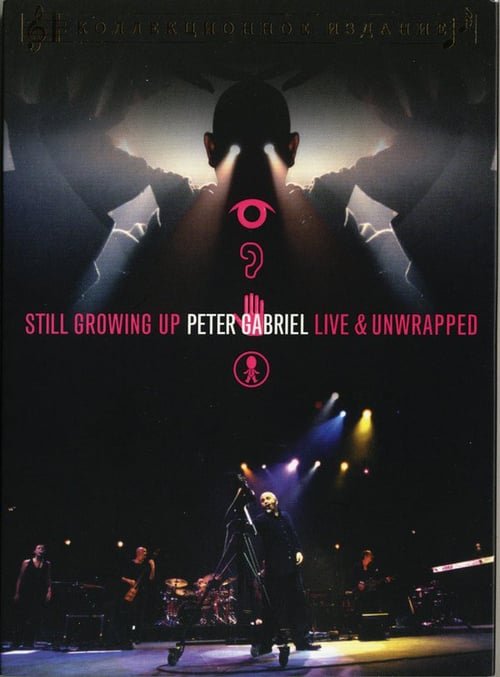 КОЛЛЕКЦИОННОЕ ИЗДАНИЕ
STILL GROWING UP PETER GABRIEL LIVE & UNWRAPPED